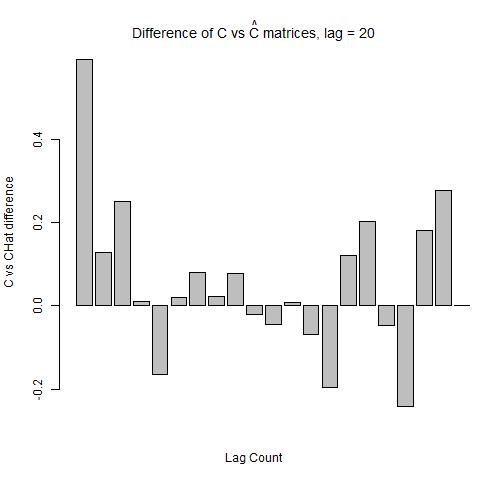 Difference of C vs Ĉ matrices, lag = 20
C vs CHat difference
0.4
0.2
0.0
-0.2
Lag Count